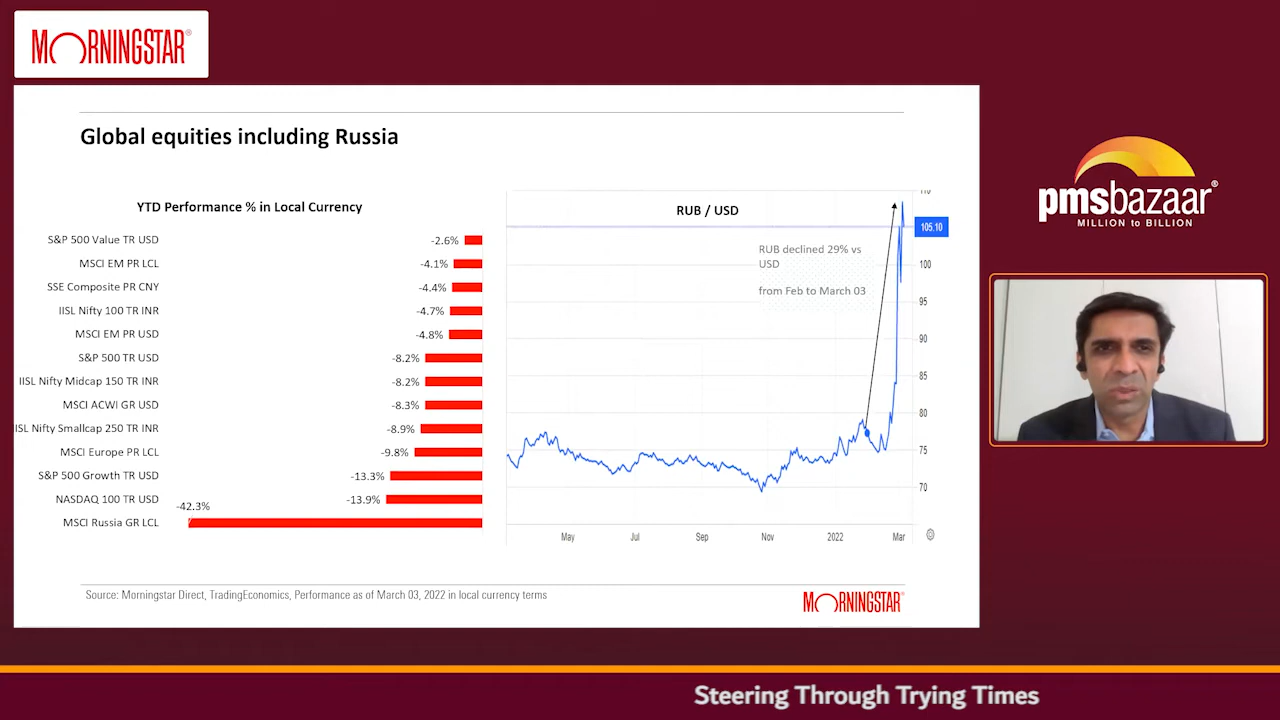 MORNINGSTAR®
Global equities including Russia
YTD Performance % in Local Currency
S&P 500 Value TR USD -2.6%
MSCI EM PR LCL -4.1%
SSE Composite PR CNY -4.4%
IISL Nifty 100 TR INR -4.7%
MSCI EM PR USD -4.8%
S&P 500 TR USD -8.2%
IISL Nifty Midcap 150 TR INR -8.2%
MSCI ACWI GR USD -8.3%
ISL Nifty Smallcap 250 TR INR -8.9%
MSCI Europe PR LCL -9.8%
S&P 500 Growth TR USD -13.3%
NASDAQ 100 TR USD -13.9%
MSCI Russia GR LCL -42.3%
RUB / USD
RUB declined 29% vs
USD
from Feb to March 03
110
105.10
100
95
90
85
80
75
70
May Jul Sep Nov 2022 Mar
Source: Morningstar Direct, TradingEconomics, Performance as of March 03, 2022 in local currency terms
MORNINGSTAR®
pmsbazaar®
MILLION to BILLION
Steering Through Trying Times